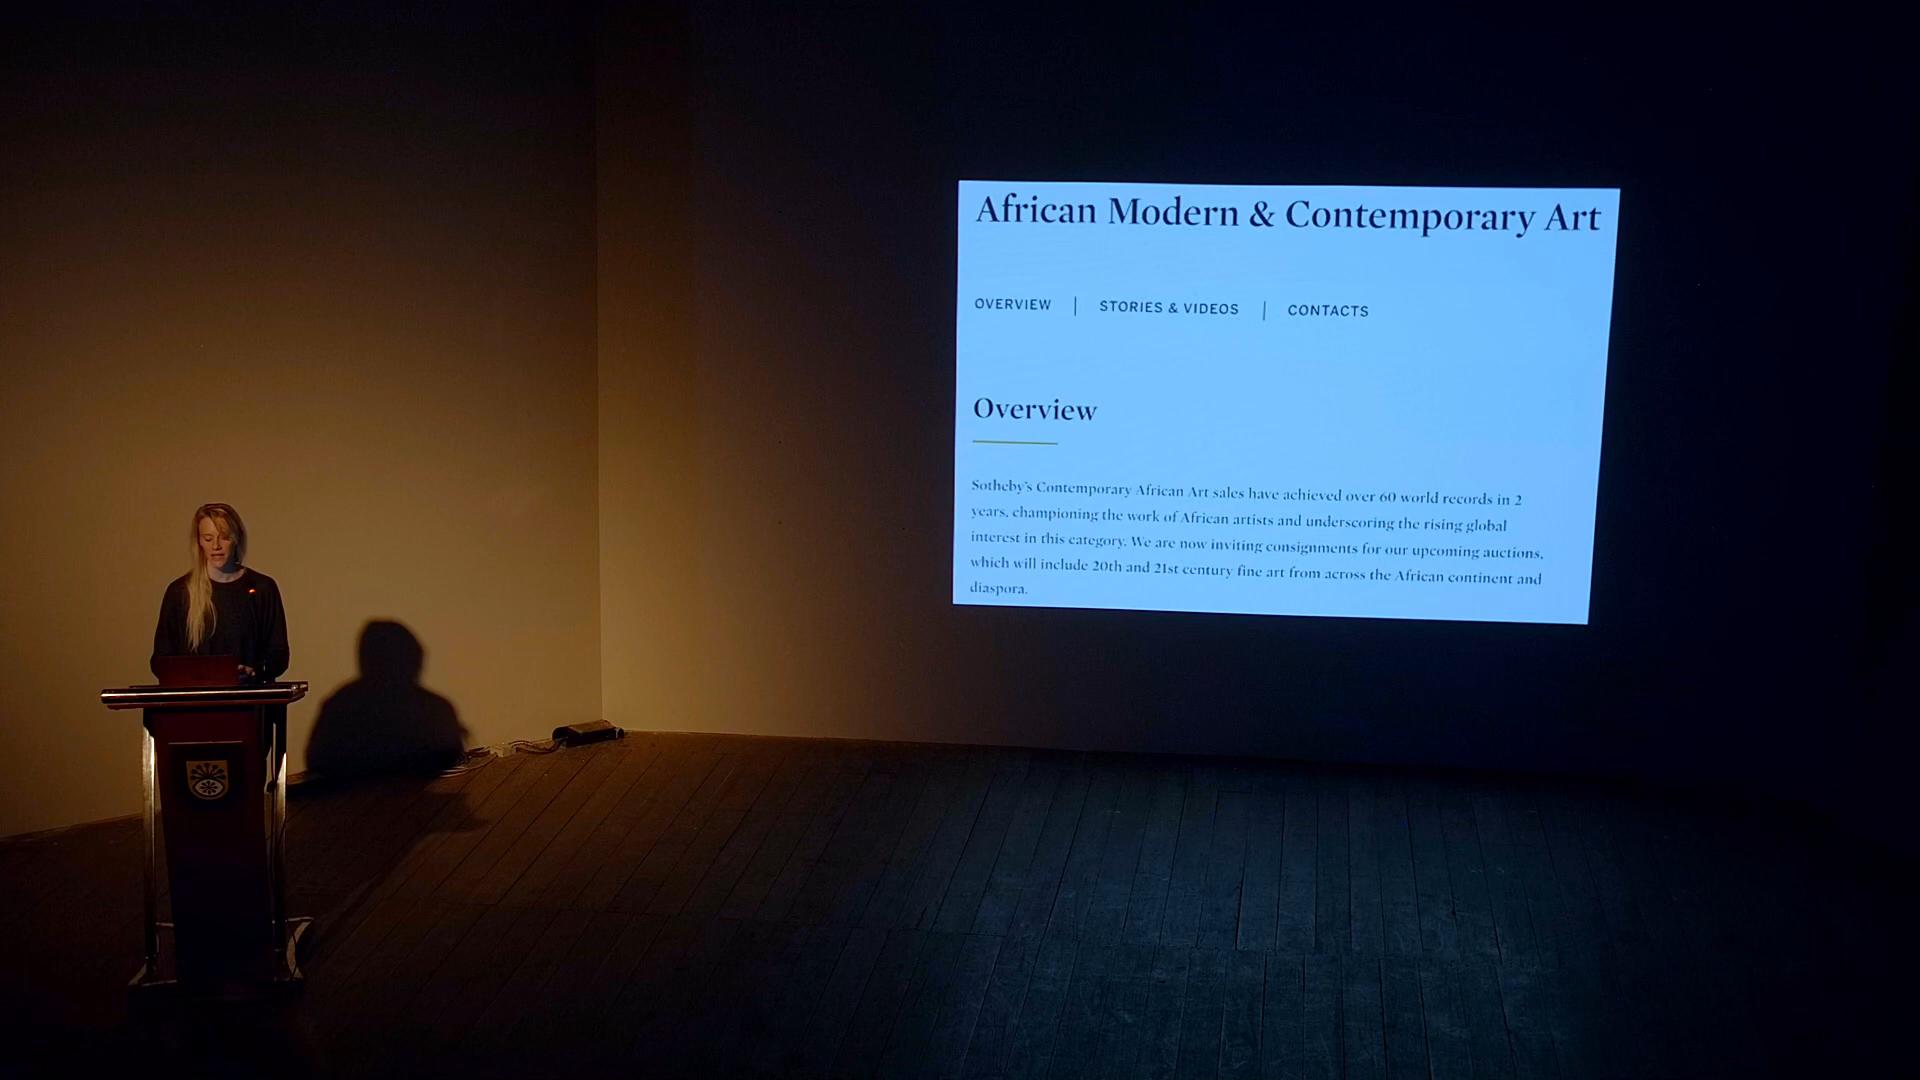 African Modern & Contemporary Art
OVERVIEW | STORIES & VIDEOS | CONTACTS
Overview
Sotheby's Contemporary African Art sales have achieved over 60 world records in 2
years, championing the work of African artists and underscoring the rising global
interest in this category. We are now inviting consignments for our upcoming auctions,
which will include 20th and 21st century fine art from across the African continent and
diaspora.